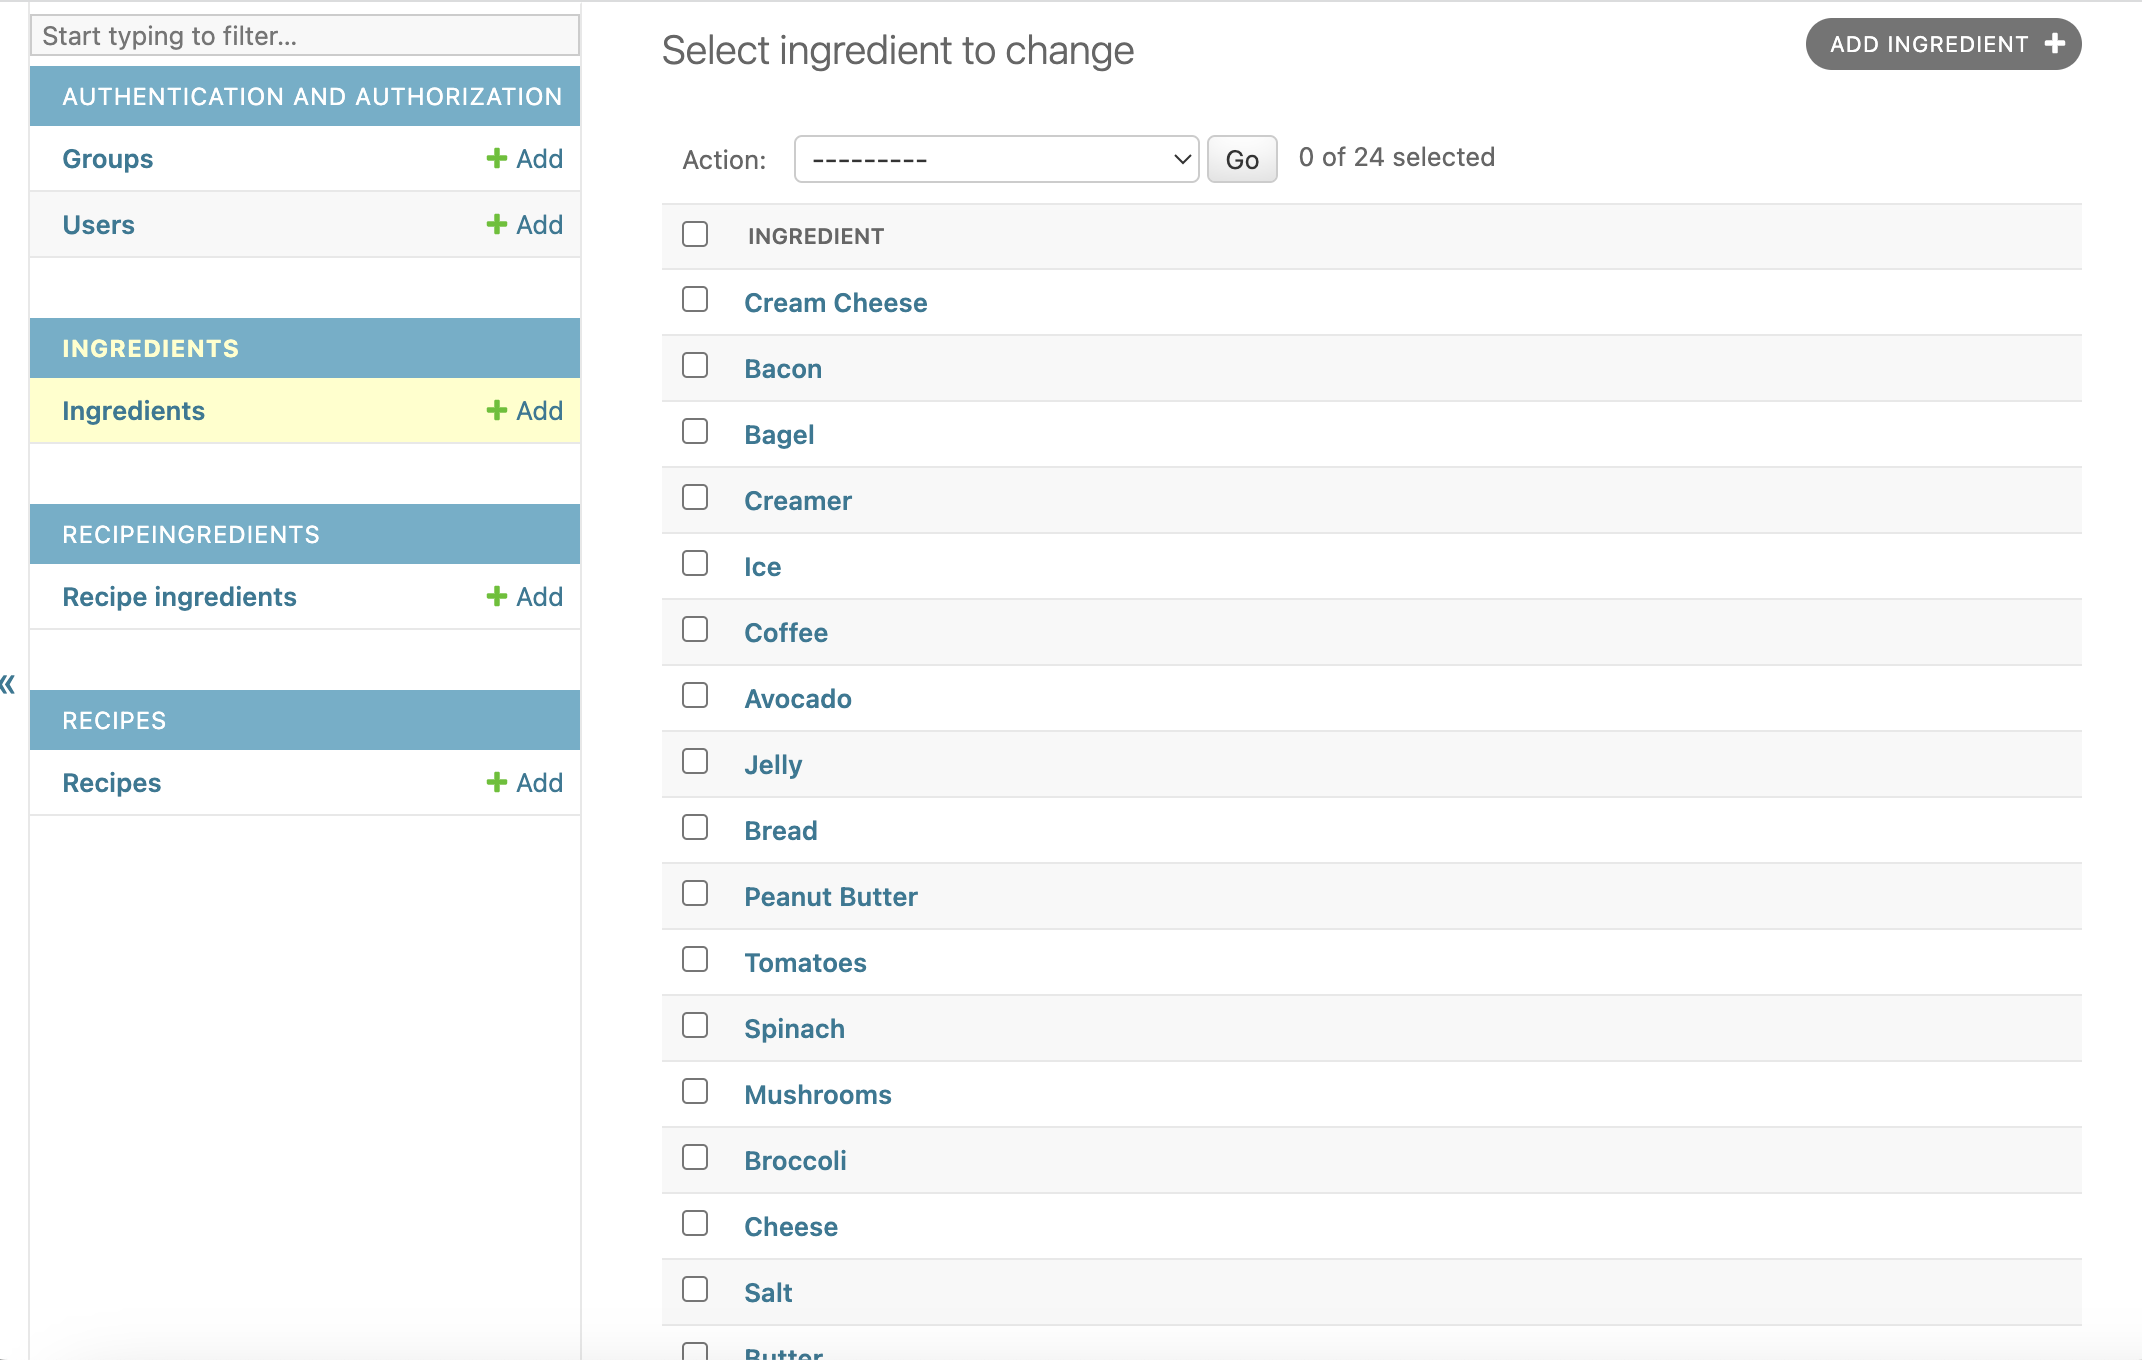 Start typing to filter...
AUTHENTICATION AND AUTHORIZATION
Groups + Add
Users + Add
INGREDIENTS
Ingredients + Add
RECIPEINGREDIENTS
Recipe ingredients + Add
RECIPES
Recipes + Add
«
Select ingredient to change
ADD INGREDIENT +
Action: --------- Go 0 of 24 selected
INGREDIENT
Cream Cheese
Bacon
Bagel
Creamer
Ice
Coffee
Avocado
Jelly
Bread
Peanut Butter
Tomatoes
Spinach
Mushrooms
Broccoli
Cheese
Salt
Butter